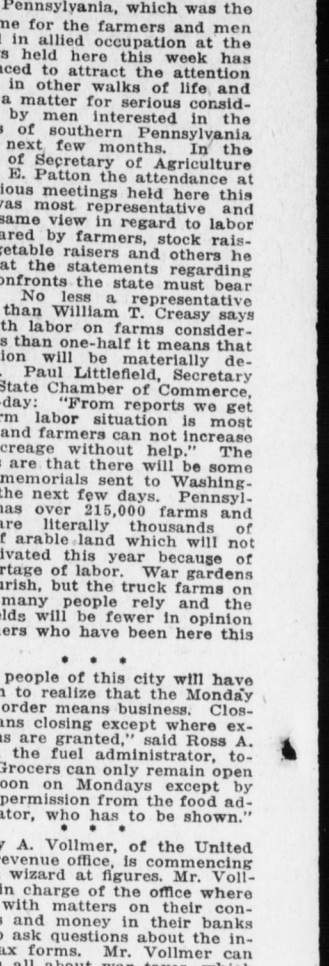 Pennsylvania, which was the
me for the farmers and men
in allied occupation at the
s held here this week has
nced to attract the attention
in other walks of life and
a matter for serious consid-
by men interested in the
s of southern Pennsylvania
next few months. In the
of Secretary of Agriculture
E. Patton the attendance at
ious meetings held here this
was most representative and
same view in regard to labor
ared by farmers, stock rais-
getable raisers and others he
at the statements regarding
onfronts the state must bear
No less a representative
than William T. Creasy says
th labor on farms consider-
s than one-half it means that
ion will be materially de-
. Paul Littlefield, Secretary
State Chamber of Commerce,
-day: "From reports we get
rm labor situation is most
and farmers can not increase
creage without help." The
s are that there will be some
memorials sent to Washing-
the next few days. Pennsyl-
has over 215,000 farms and
are literally thousands of
f arable land which will not
ivated this year because of
rtage of labor. War gardens
urish, but the truck farms on
many people rely and the
elds will be fewer in opinion
ners who have been here this
* * *
people of this city will have
n to realize that the Monday
order means business. Clos-
ans closing except where ex-
ns are granted," said Ross A.
the fuel administrator, to-
Grocers can only remain open
oon on Mondays except by
permission from the food ad-
ator, who has to be shown."
* * *
y A. Vollmer, of the United
revenue office, is commencing
wizard at figures. Mr. Voll-
in charge of the office where
with matters on their con-
s and money in their banks
o ask questions about the in-
ax forms. Mr. Vollmer can
all about war taxes which